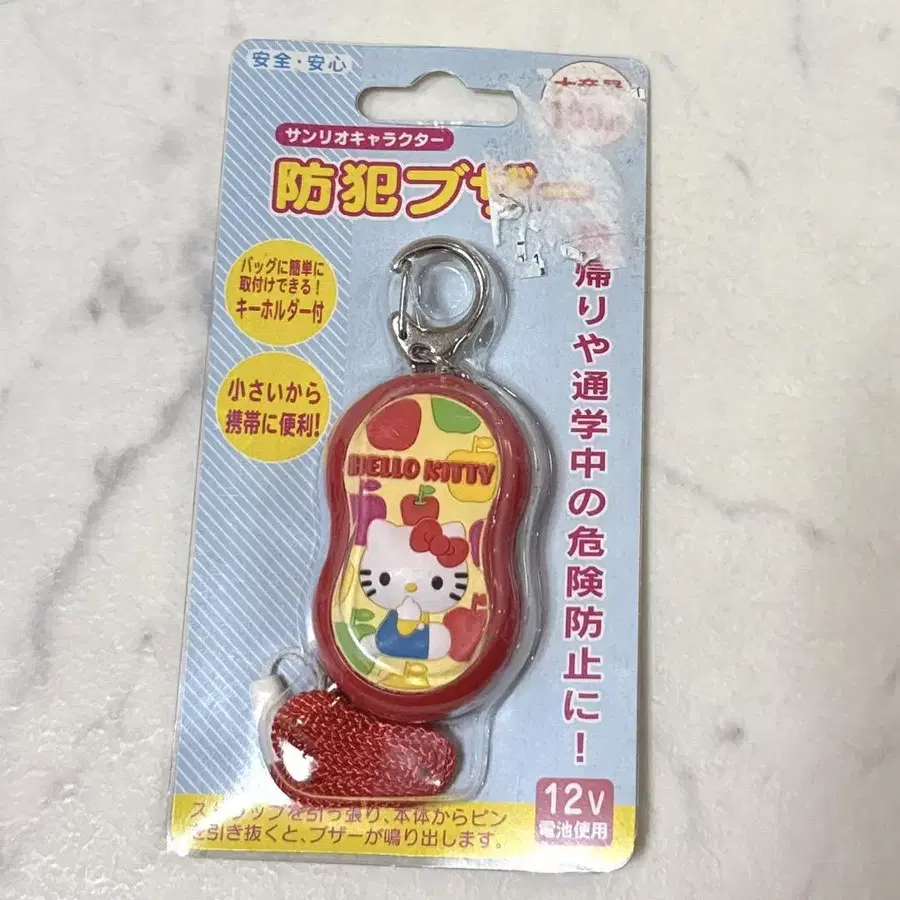 安全・安心
サンリオキャラクター
防犯ブザー
バッグに簡単に
取付けできる！
キーホルダー付
小さいから
携帯に便利!
帰りや通学中の危険防止に！
HELLO KITTY
ストラップを引っ張り、本体からピン
を引き抜くと、ブザーが鳴り出します。
12V
電池使用